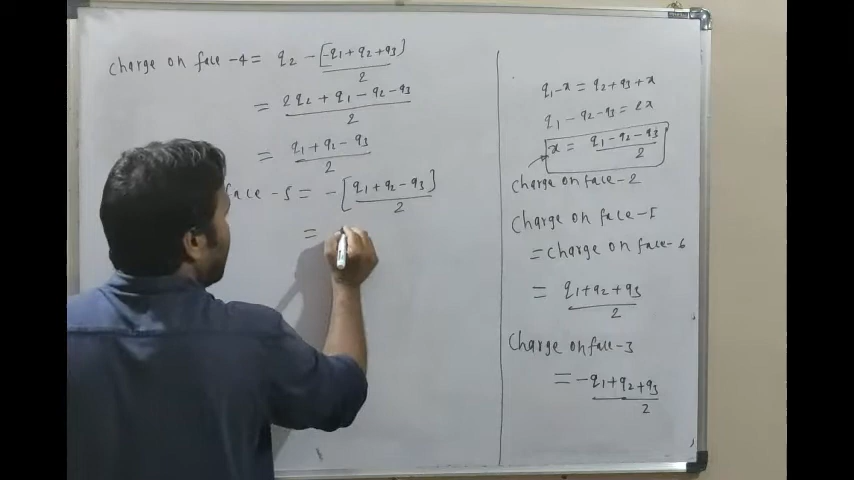 charge on face -4 = q2 - [-q1 + q2 + q3)/2
= 2q2 + q1 - q2 - q3/2
= q1 + q2 - q3/2
face - 5 = - [q1 + q2 - q3]/2
=
q1 - x = q2 + q3 + x
q1 - q2 - q3 = 2x
x = q1 - q2 - q3/2
charge on face - 2
charge on face - 1
= charge on face - 6
= q1 + q2 + q3/2
charge on face - 3
= - q1 + q2 + q3/2